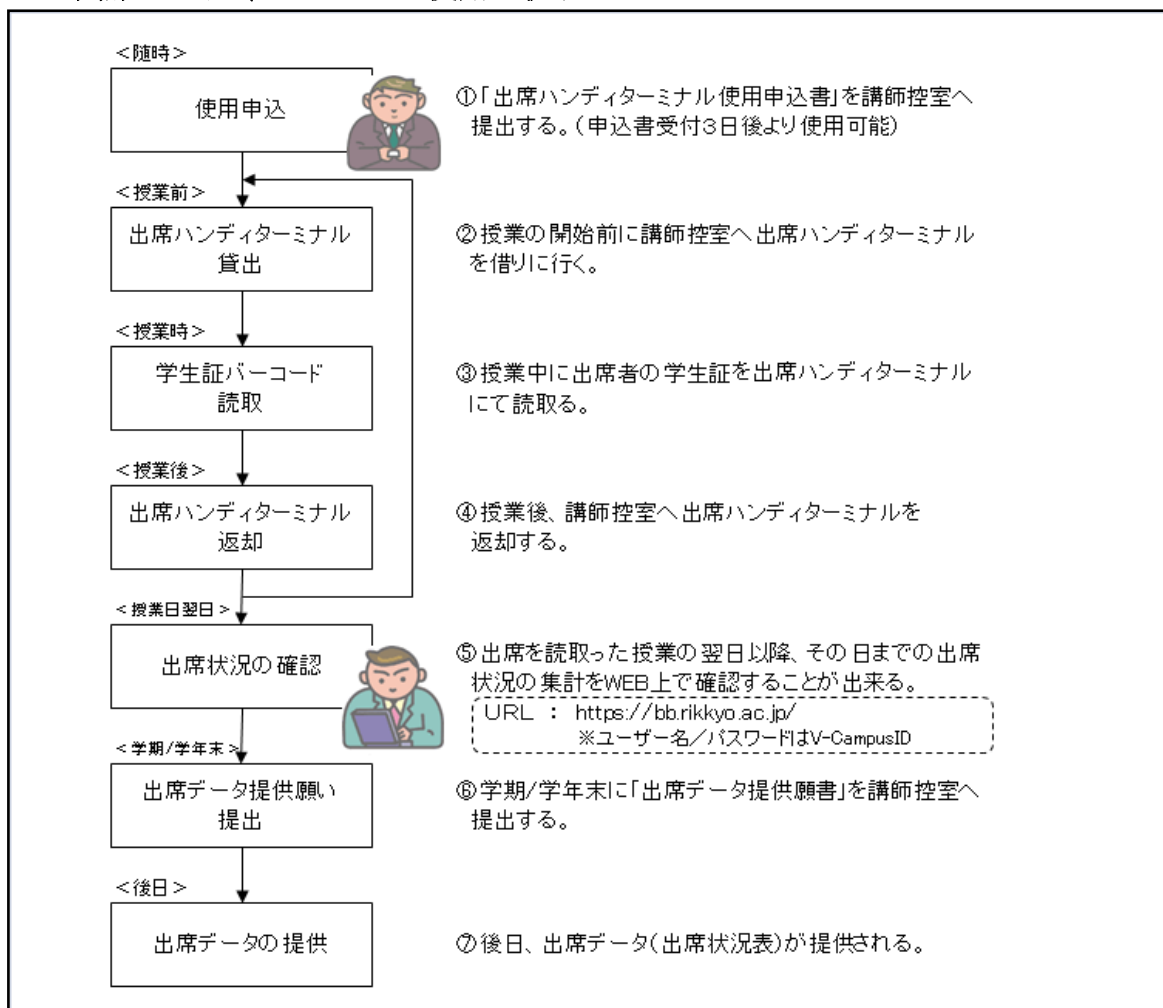 <随時>
使用申込
①「出席ハンディターミナル使用申込書」を講師控室へ
提出する。(申込書受付3日後より使用可能)
<授業前>
出席ハンディターミナル
貸出
②授業の開始前に講師控室へ出席ハンディターミナル
を借りに行く。
<授業時>
学生証バーコード
読取
③授業中に出席者の学生証を出席ハンディターミナル
にて読取る。
<授業後>
出席ハンディターミナル
返却
④授業後、講師控室へ出席ハンディターミナルを
返却する。
<授業日翌日>
出席状況の確認
⑤出席を読取った授業の翌日以降、その日までの出席
状況の集計をWEB上で確認することが出来る。
URL : https://bb.rikkyo.ac.jp/
※ユーザー名/パスワードはV-CampusID
<学期/学年末>
出席データ提供願い
提出
⑥学期/学年末に「出席データ提供願書」を講師控室へ
提出する。
<後日>
出席データの提供
⑦後日、出席データ(出席状況表)が提供される。